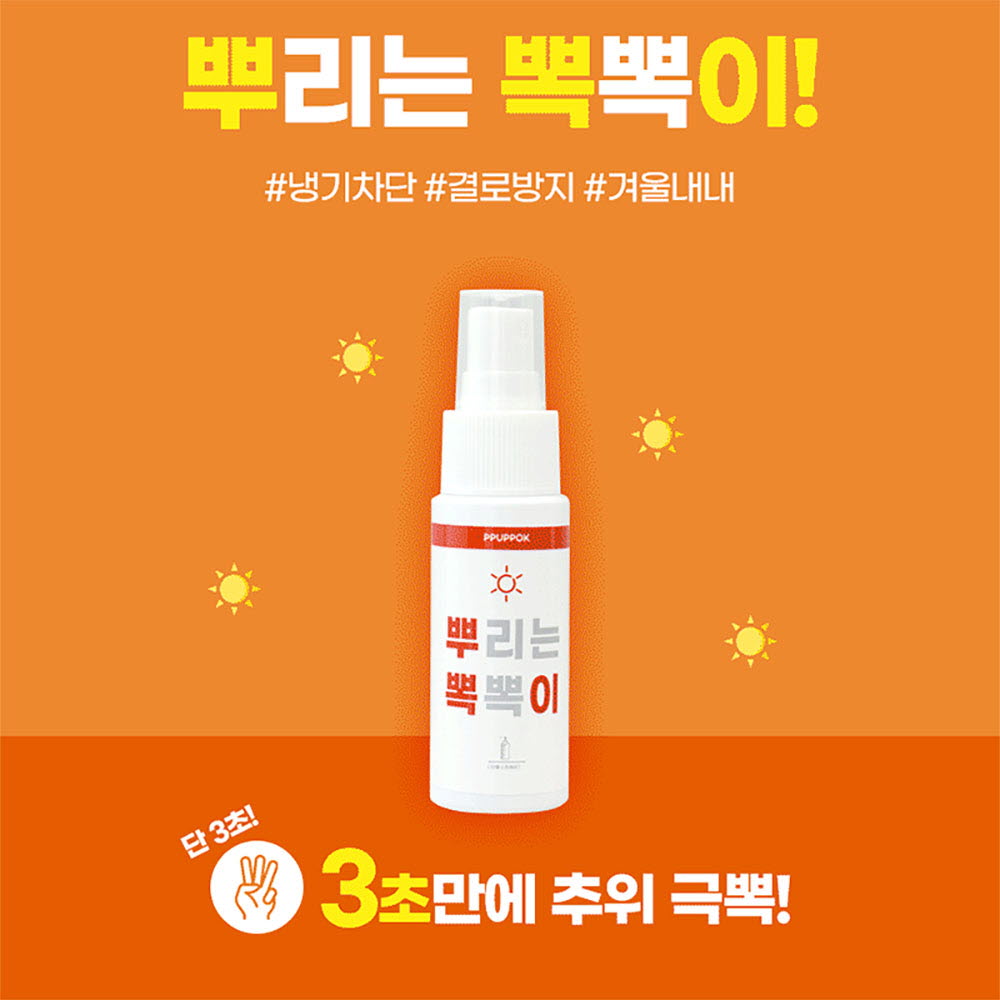 뿌리는 뽁뽁이!
#냉기차단 #결로방지 #겨울내내
PPUPPOK
뿌리는
뽁뽁이
단 3초!
3초만에 추위 극뽁!